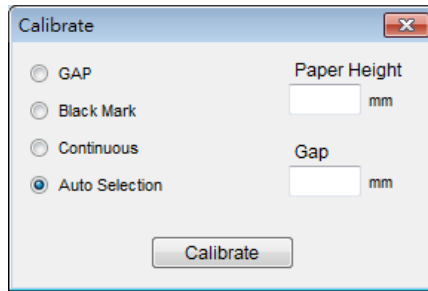 Calibrate
GAP
Black Mark
Continuous
Auto Selection
Paper Height
mm
Gap
mm
Calibrate